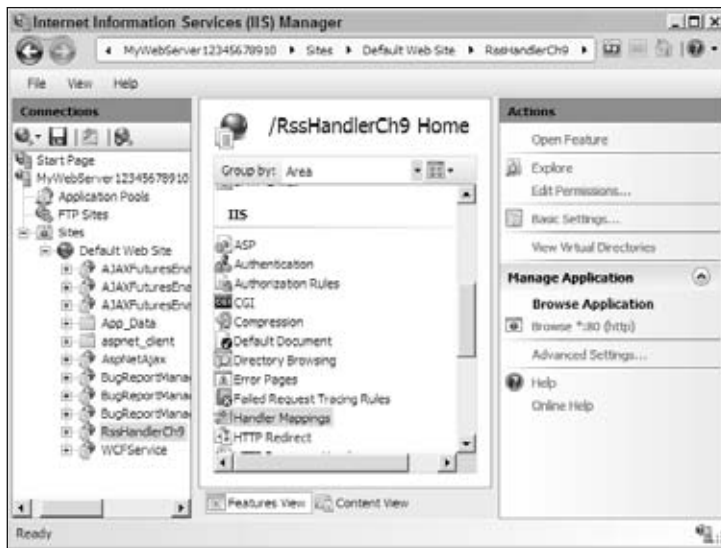 Internet Information Services (IIS) Manager
MyWebServer12345678910 Sites Default Web Site RssHandlerCh9
File View Help
Connections
Start Page
MyWebServer12345678910
Application Pools
FTP Sites
Sites
Default Web Site
AJAXFuturesEna
AJAXFuturesEna
AJAXFuturesEna
App_Data
aspnet_client
AspNetAjax
BugReportMana
BugReportMana
BugReportMana
RssHandlerCh9
WCFService
/RssHandlerCh9 Home
Group by: Area
IIS
ASP
Authentication
Authorization Rules
CGI
Compression
Default Document
Directory Browsing
Error Pages
Failed Request Tracing Rules
Handler Mappings
HTTP Redirect
Features View Content View
Actions
Open Feature
Explore
Edit Permissions...
Basic Settings...
View Virtual Directories
Manage Application
Browse Application
Browse *:80 (http)
Advanced Settings...
Help
Online Help
Ready